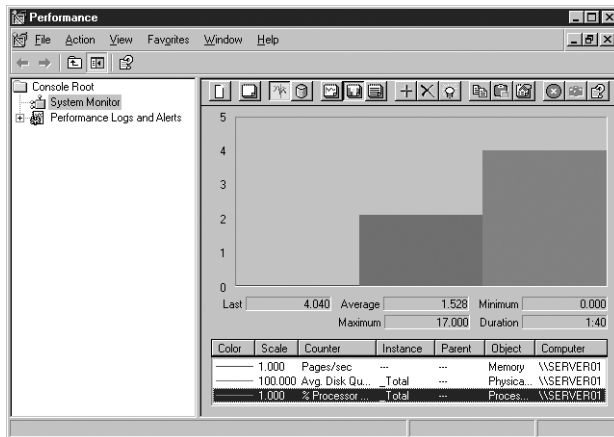 Performance
File Action View Favorites Window Help
Console Root
System Monitor
Performance Logs and Alerts
5
4
3
2
1
0
Last 4.040 Average 1.528 Minimum 0.000
Maximum 17.000 Duration 1:40
Color Scale Counter Instance Parent Object Computer
1.000 Pages/sec --- --- Memory \\SERVER01
100.000 Avg. Disk Qu... _Total --- Physica... \\SERVER01
1.000 % Processor ... _Total --- Proces... \\SERVER01